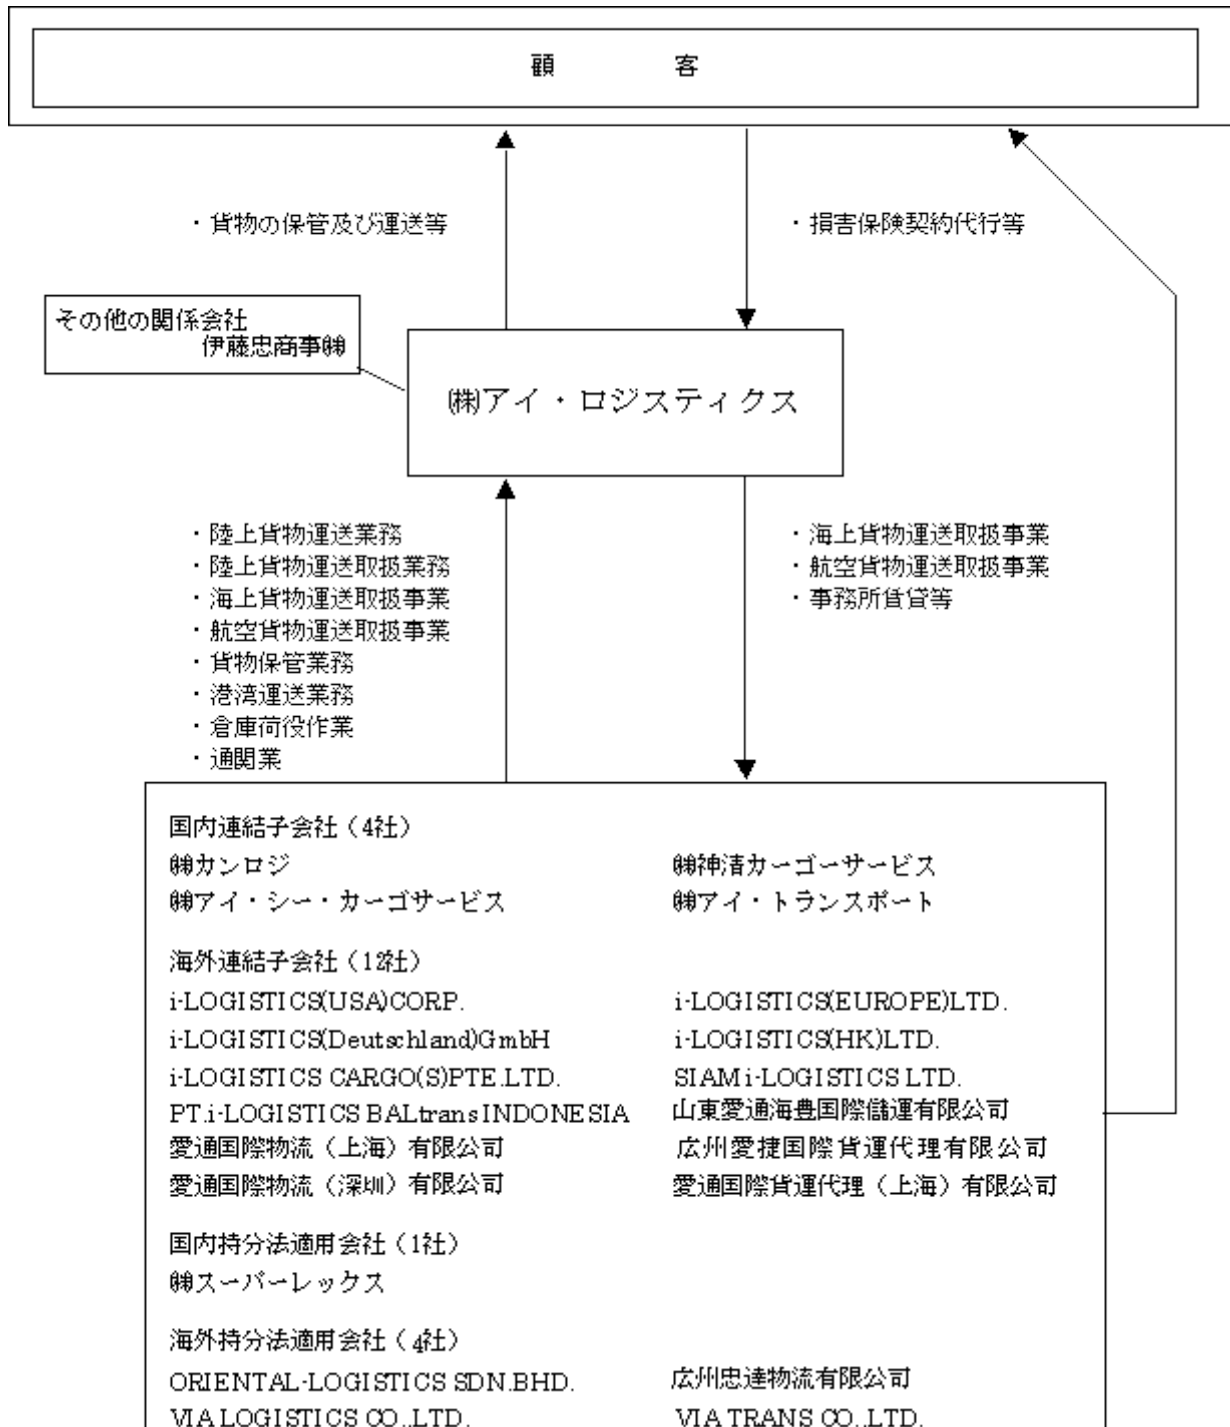 顧 客
・貨物の保管及び運送等
・損害保険契約代行等
その他の関係会社
伊藤忠商事㈱
㈱アイ・ロジスティクス
・陸上貨物運送業務
・陸上貨物運送取扱業務
・海上貨物運送取扱事業
・航空貨物運送取扱事業
・貨物保管業務
・港湾運送業務
・倉庫荷役作業
・通関業
・海上貨物運送取扱事業
・航空貨物運送取扱事業
・事務所賃貸等
国内連結子会社（4社）
㈱カンロジ ㈱神清カーゴーサービス
㈱アイ・シー・カーゴサービス ㈱アイ・トランスポート
海外連結子会社（12社）
i-LOGISTICS(USA)CORP. i-LOGISTICS(EUROPE)LTD.
i-LOGISTICS(Deutschland)GmbH i-LOGISTICS(HK)LTD.
i-LOGISTICS CARGO(S)PTE.LTD. SIAM i-LOGISTICS LTD.
PT.i-LOGISTICS BALtrans INDONESIA 山東愛通海豊国際儲運有限公司
愛通国際物流（上海）有限公司 広州愛捷国際貨運代理有限公司
愛通国際物流（深圳）有限公司 愛通国際貨運代理（上海）有限公司
国内持分法適用会社（1社）
㈱スーパーレックス
海外持分法適用会社（4社）
ORIENTAL-LOGISTICS SDN.BHD. 広州忠達物流有限公司
VIA LOGISTICS CO.,LTD. VIA TRANS CO.,LTD.